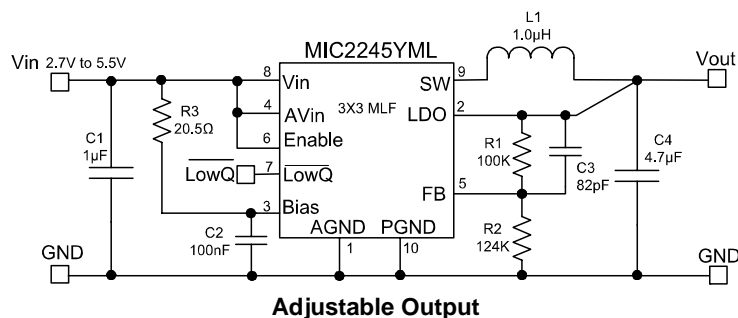 L1
1.0µH
MIC2245YML
Vin 2.7V to 5.5V
Vout
8
Vin
SW
9
R3
20.5Ω
4
AVin
3X3 MLF
LDO
2
C1
1µF
6
Enable
R1
100K
C3
82pF
C4
4.7µF
LowQ
7
LowQ
FB
5
3
Bias
C2
100nF
AGND
PGND
R2
124K
GND
1
10
GND
Adjustable Output